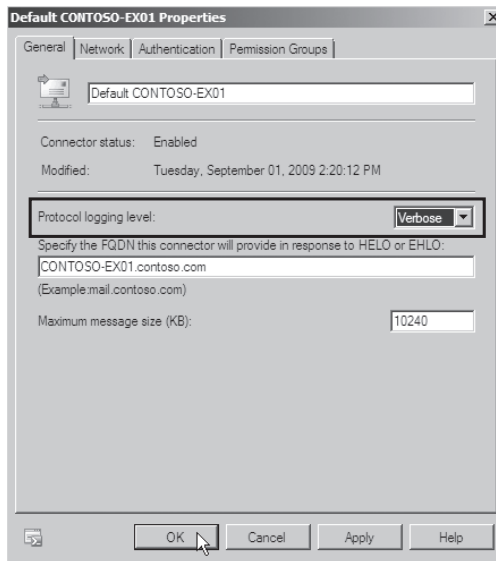 Default CONTOSO-EX01 Properties
General Network Authentication Permission Groups
Default CONTOSO-EX01
Connector status: Enabled
Modified: Tuesday, September 01, 2009 2:20:12 PM
Protocol logging level: Verbose
Specify the FQDN this connector will provide in response to HELO or EHLO:
CONTOSO-EX01.contoso.com
(Example:mail.contoso.com)
Maximum message size (KB): 10240
OK Cancel Apply Help